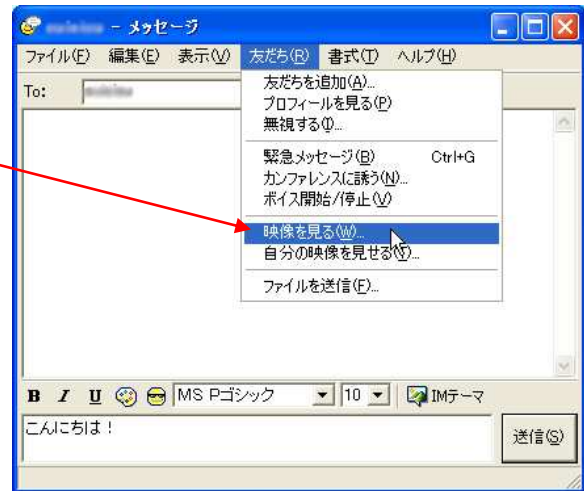 - メッセージ
ファイル(F) 編集(E) 表示(V) 友だち(R) 書式(T) ヘルプ(H)
To:
友だちを追加(A)...
プロフィールを見る(P)
無視する(I)...
緊急メッセージ(B) Ctrl+G
カンファレンスに誘う(N)...
ボイス開始/停止(V)
映像を見る(W)...
自分の映像を見せる(Y)...
ファイルを送信(F)...
B I U MS Pゴシック 10 IMテーマ
こんにちは！
送信(S)